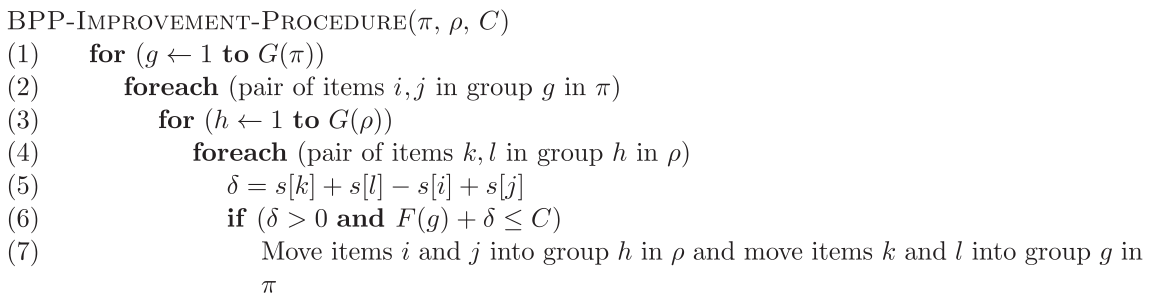 BPP-IMPROVEMENT-PROCEDURE(π, ρ, C)
(1) for (g ← 1 to G(π))
(2) foreach (pair of items i, j in group g in π)
(3) for (h ← 1 to G(ρ))
(4) foreach (pair of items k, l in group h in ρ)
(5) δ = s[k] + s[l] − s[i] + s[j]
(6) if (δ > 0 and F(g) + δ ≤ C)
(7) Move items i and j into group h in ρ and move items k and l into group g in
π